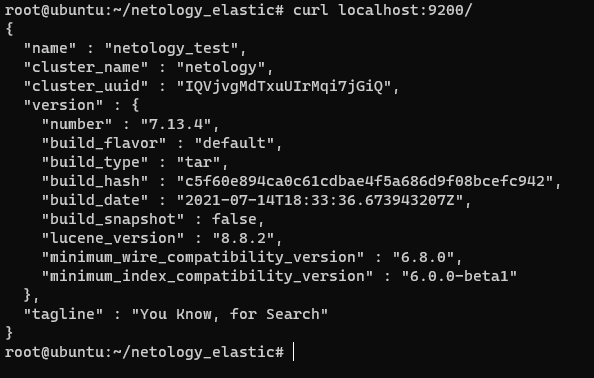 root@ubuntu:~/netology_elastic# curl localhost:9200/
{
  "name" : "netology_test",
  "cluster_name" : "netology",
  "cluster_uuid" : "IQVjvgMdTxuUIrMqi7jGiQ",
  "version" : {
    "number" : "7.13.4",
    "build_flavor" : "default",
    "build_type" : "tar",
    "build_hash" : "c5f60e894ca0c61cdbae4f5a686d9f08bcefc942",
    "build_date" : "2021-07-14T18:33:36.673943207Z",
    "build_snapshot" : false,
    "lucene_version" : "8.8.2",
    "minimum_wire_compatibility_version" : "6.8.0",
    "minimum_index_compatibility_version" : "6.0.0-beta1"
  },
  "tagline" : "You Know, for Search"
}
root@ubuntu:~/netology_elastic#